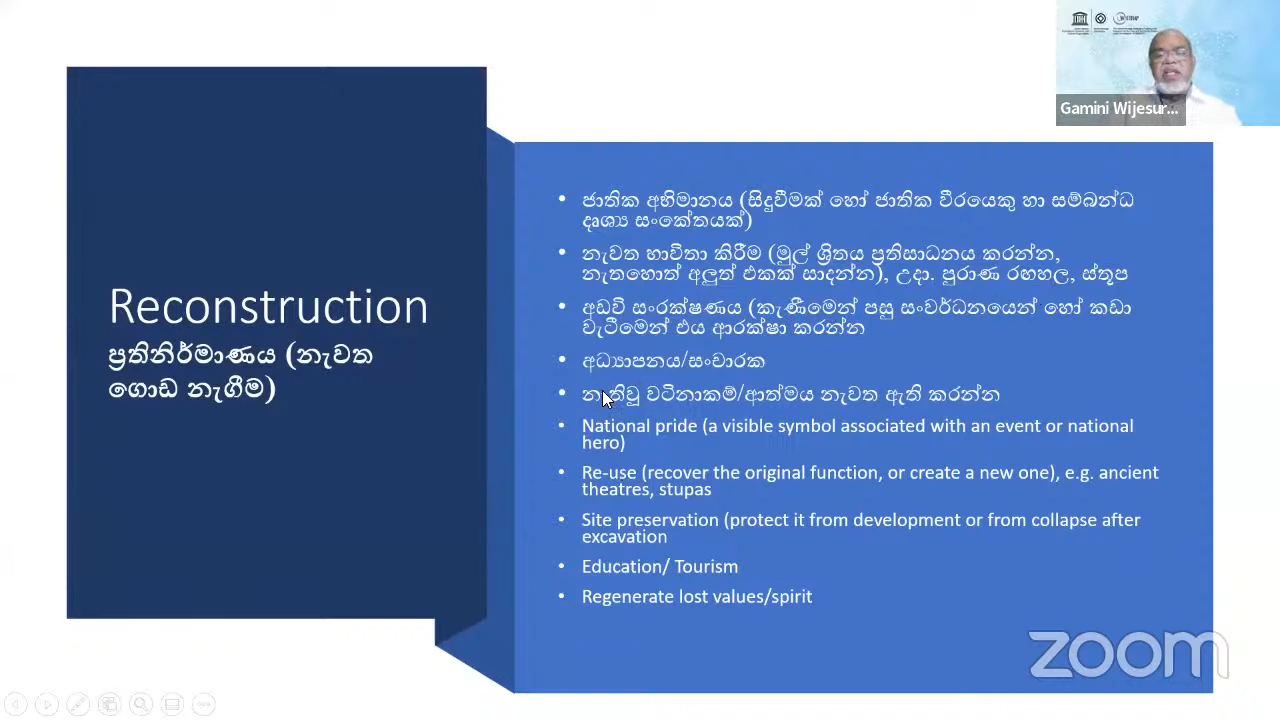 Gamini Wijesur...
Reconstruction
ප්‍රතිනිර්මාණය (නැවත
ගොඩ නැගීම)
• ජාතික අභිමානය (සිදුවීමක් හෝ ජාතික වීරයෙකු හා සම්බන්ධ
දෘශ්‍ය සංකේතයක්)
• නැවත භාවිතා කිරීම (මුල් ශ්‍රිතය ප්‍රතිසාධනය කරන්න,
නැතහොත් අලුත් එකක් සාදන්න), උදා. පුරාණ රඟහල, ස්තූප
• අඩවි සංරක්ෂණය (කැණීමෙන් පසු සංවර්ධනයෙන් හෝ කඩා
වැටීමෙන් එය ආරක්ෂා කරන්න
• අධ්‍යාපනය/සංචාරක
• නැතිවූ වටිනාකම්/ආත්මය නැවත ඇති කරන්න
• National pride (a visible symbol associated with an event or national
hero)
• Re-use (recover the original function, or create a new one), e.g. ancient
theatres, stupas
• Site preservation (protect it from development or from collapse after
excavation
• Education/ Tourism
• Regenerate lost values/spirit
zoom